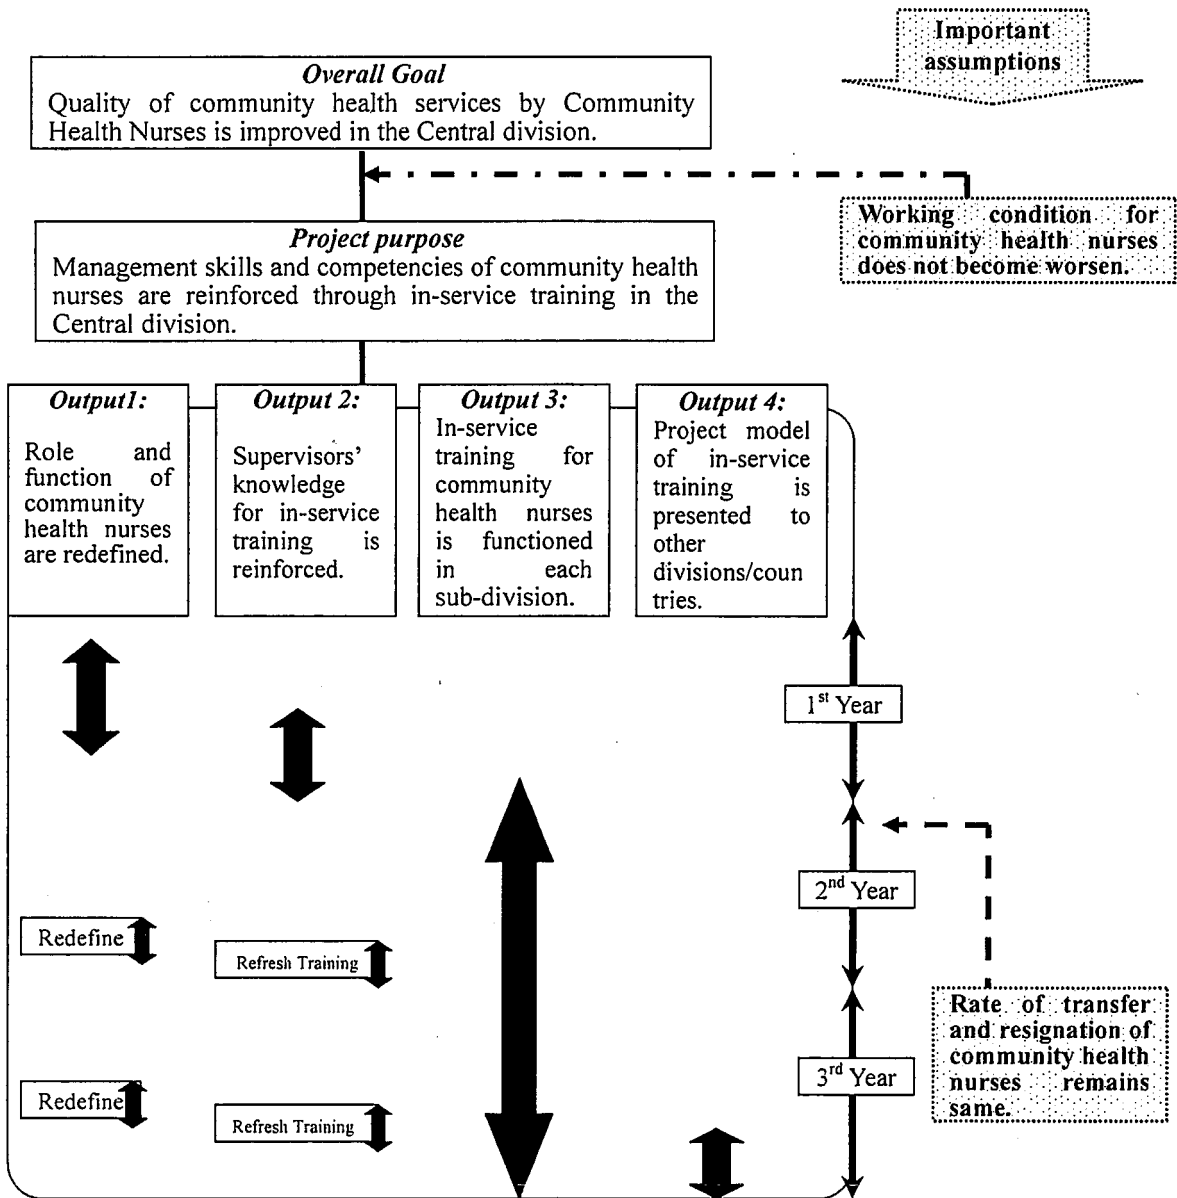 Important
assumptions
Overall Goal
Quality of community health services by Community
Health Nurses is improved in the Central division.
Working condition for
community health nurses
does not become worsen.
Project purpose
Management skills and competencies of community health
nurses are reinforced through in-service training in the
Central division.
Output1:
Role and
function of
community
health nurses
are redefined.
Output 2:
Supervisors'
knowledge
for in-service
training is
reinforced.
Output 3:
In-service
training for
community
health nurses
is functioned
in each
sub-division.
Output 4:
Project model
of in-service
training is
presented to
other
divisions/coun
tries.
1st Year
2nd Year
Redefine
Refresh Training
Rate of transfer
and resignation of
community health
nurses remains
same.
3rd Year
Redefine
Refresh Training